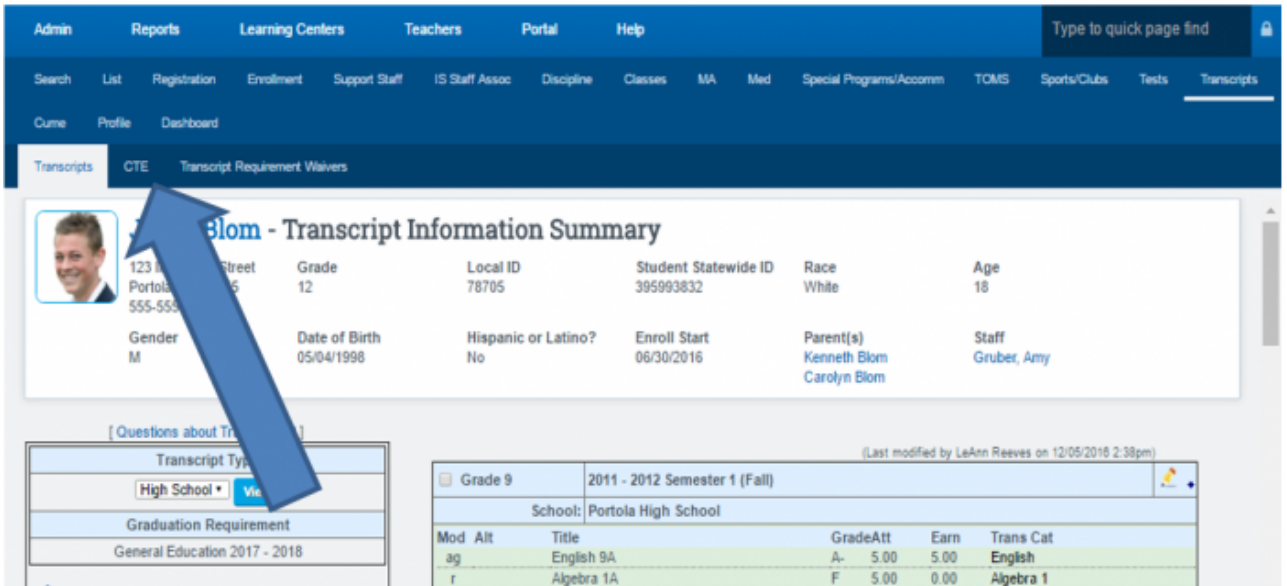 Admin Reports Learning Centers Teachers Portal Help Type to quick page find
Search List Registration Enrollment Support Staff IS Staff Assoc Discipline Classes MA Med Special Programs/Accomm TOMS Sports/Clubs Tests Transcripts
Cume Profile Dashboard
Transcripts CTE Transcript Requirement Waivers
Blom - Transcript Information Summary
123 Street Grade Local ID Student Statewide ID Race Age
12 78705 395993832 White 18
Gender Date of Birth Hispanic or Latino? Enroll Start Parent(s) Staff
M 05/04/1998 No 06/30/2016 Kenneth Blom Gruber, Amy
Carolyn Blom
[ Questions about ]
(Last modified by LeAnn Reeves on 12/05/2016 2:38pm)
Transcript
High School
Graduation Requirement
General Education 2017 - 2018
Grade 9 2011 - 2012 Semester 1 (Fall)
School: Portola High School
Mod Alt Title GradeAtt Earn Trans Cat
ag English 9A A- 5.00 5.00 English
r Algebra 1A F 5.00 0.00 Algebra 1